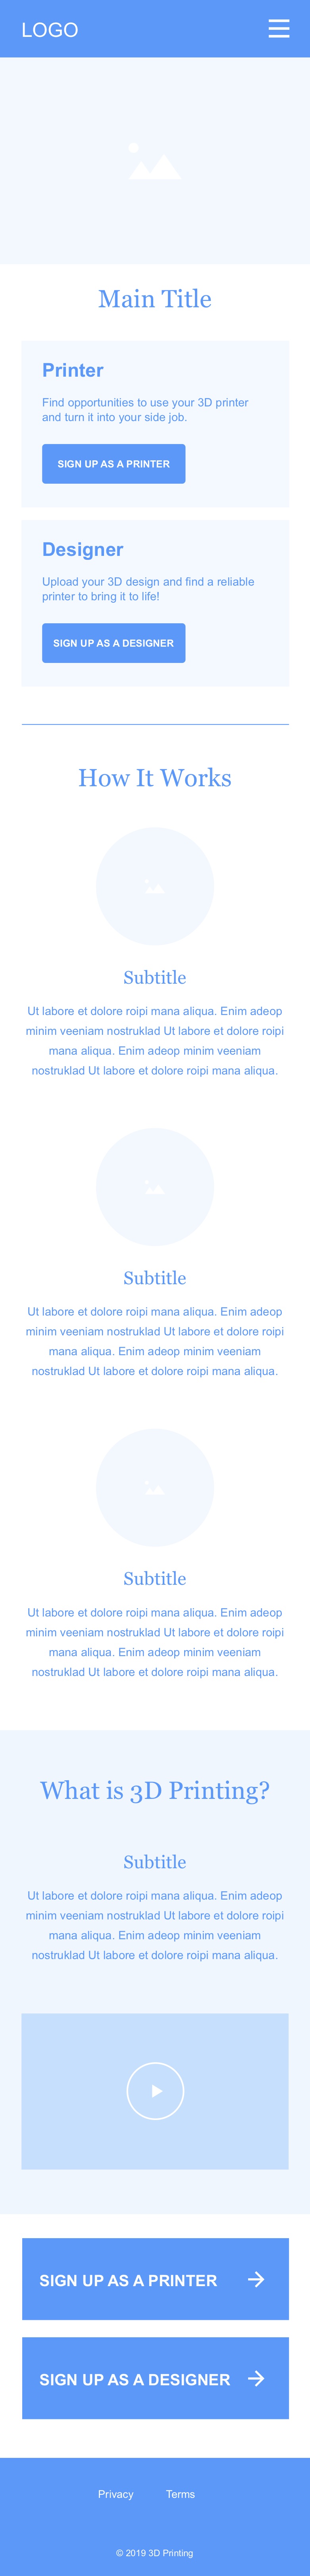 LOGO
Main Title
Printer
Find opportunities to use your 3D printer
and turn it into your side job.
SIGN UP AS A PRINTER
Designer
Upload your 3D design and find a reliable
printer to bring it to life!
SIGN UP AS A DESIGNER
How It Works
Subtitle
Ut labore et dolore roipi mana aliqua. Enim adeop
minim veeniam nostruklad Ut labore et dolore roipi
mana aliqua. Enim adeop minim veeniam
nostruklad Ut labore et dolore roipi mana aliqua.
Subtitle
Ut labore et dolore roipi mana aliqua. Enim adeop
minim veeniam nostruklad Ut labore et dolore roipi
mana aliqua. Enim adeop minim veeniam
nostruklad Ut labore et dolore roipi mana aliqua.
Subtitle
Ut labore et dolore roipi mana aliqua. Enim adeop
minim veeniam nostruklad Ut labore et dolore roipi
mana aliqua. Enim adeop minim veeniam
nostruklad Ut labore et dolore roipi mana aliqua.
What is 3D Printing?
Subtitle
Ut labore et dolore roipi mana aliqua. Enim adeop
minim veeniam nostruklad Ut labore et dolore roipi
mana aliqua. Enim adeop minim veeniam
nostruklad Ut labore et dolore roipi mana aliqua.
SIGN UP AS A PRINTER
SIGN UP AS A DESIGNER
Privacy Terms
© 2019 3D Printing